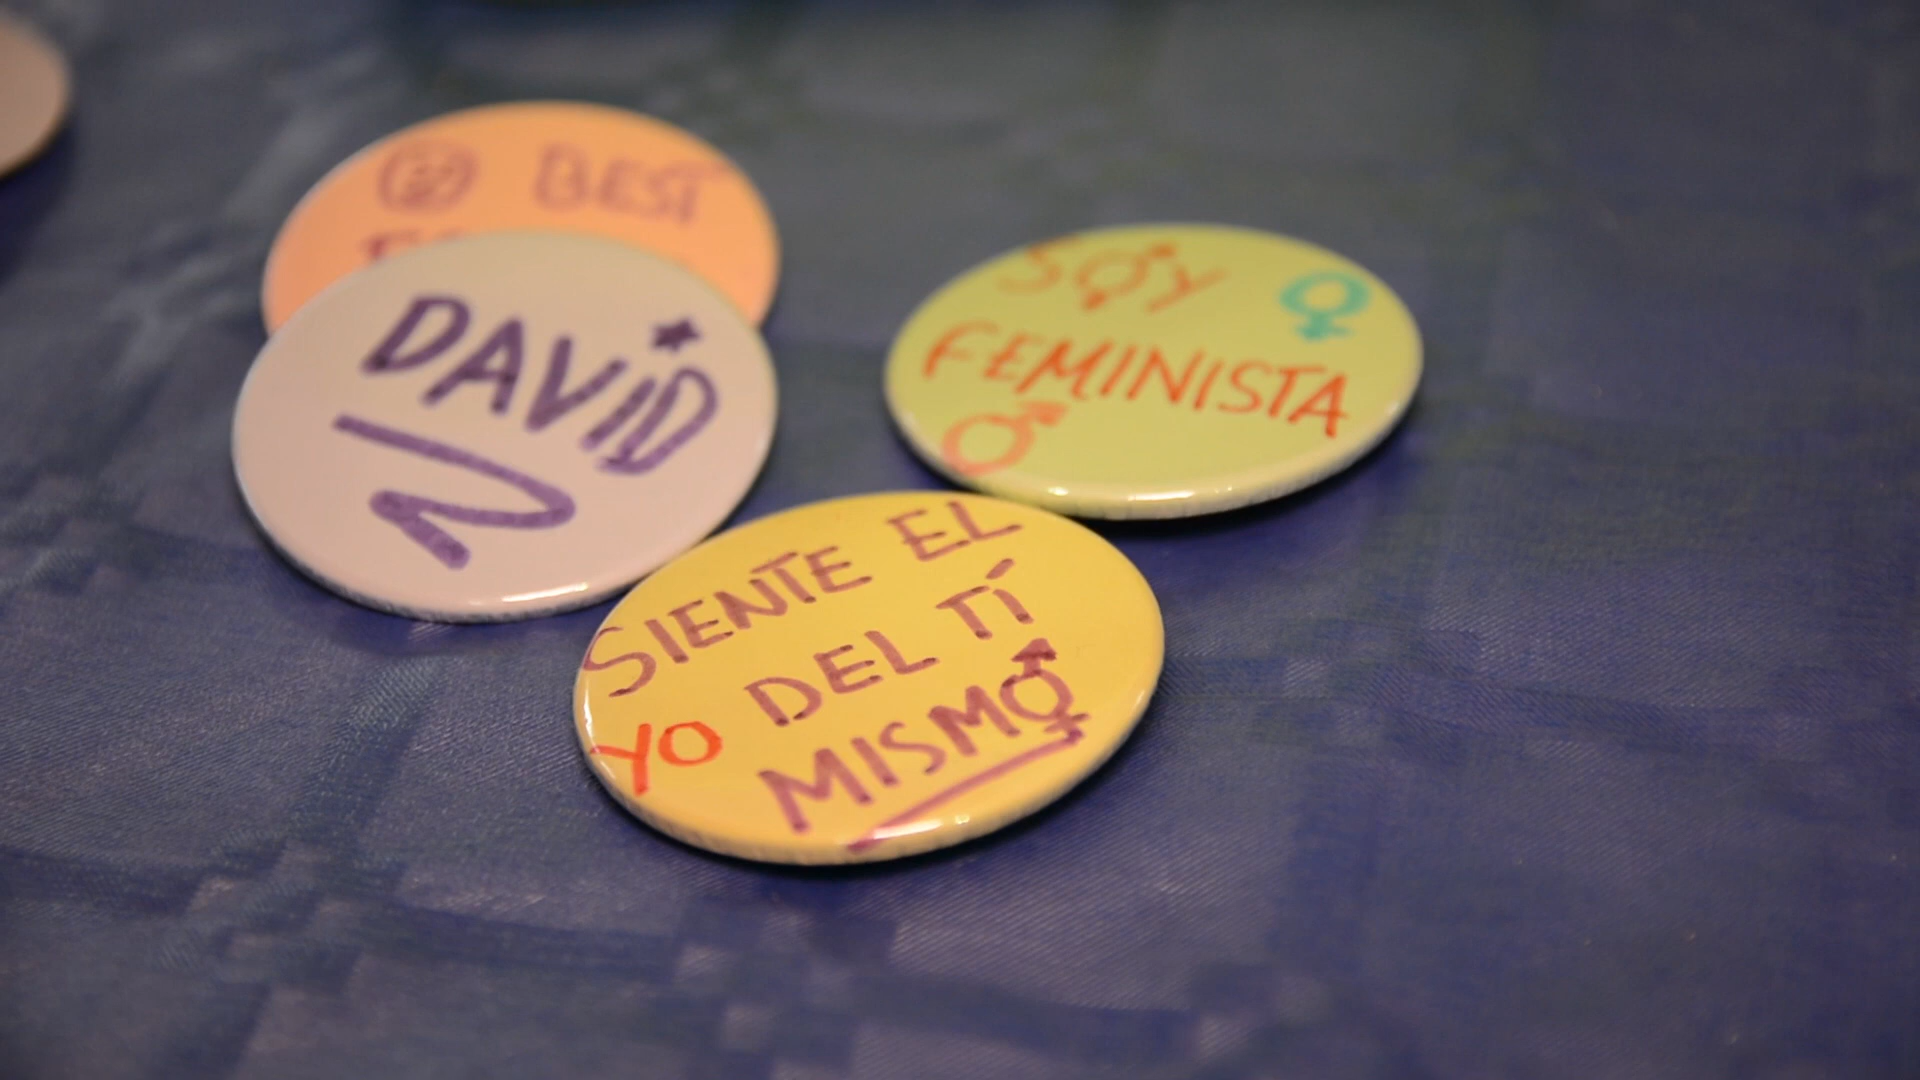 BEST
DAVID
SOY
FEMINISTA
SIENTE EL
YO DEL TÍ
MISMO